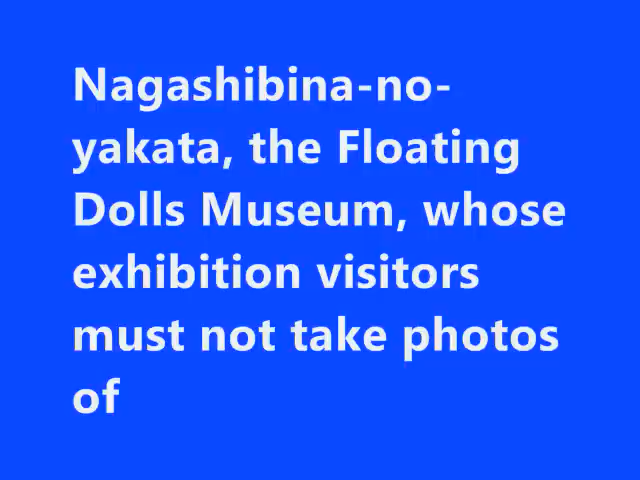 Nagashibina-no-
yakata, the Floating
Dolls Museum, whose
exhibition visitors
must not take photos
of